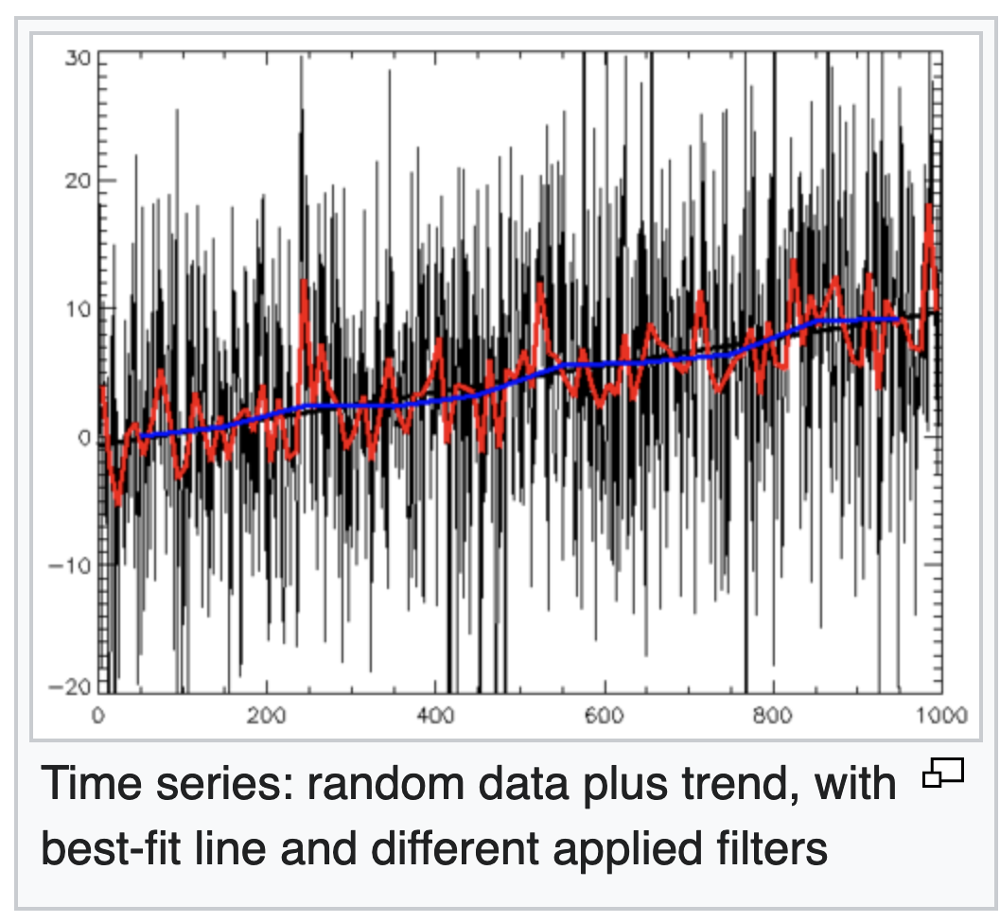 30
20
10
0
−10
−20
0 200 400 600 800 1000
Time series: random data plus trend, with
best-fit line and different applied filters